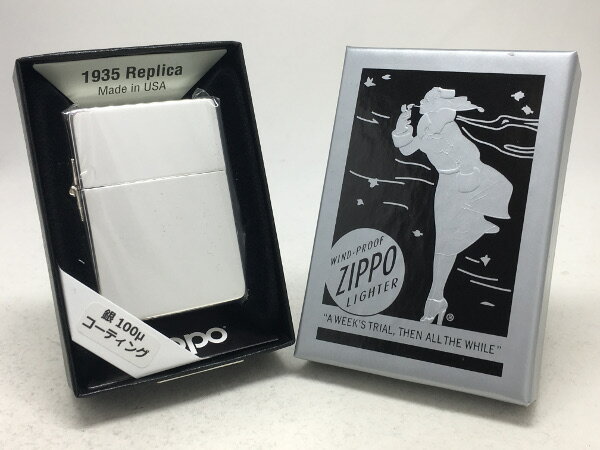 1935 Replica
Made in USA
銀100μ
コーティング
zippo
WIND-PROOF
ZIPPO
LIGHTER
®
"A WEEK'S TRIAL, THEN ALL THE WHILE"